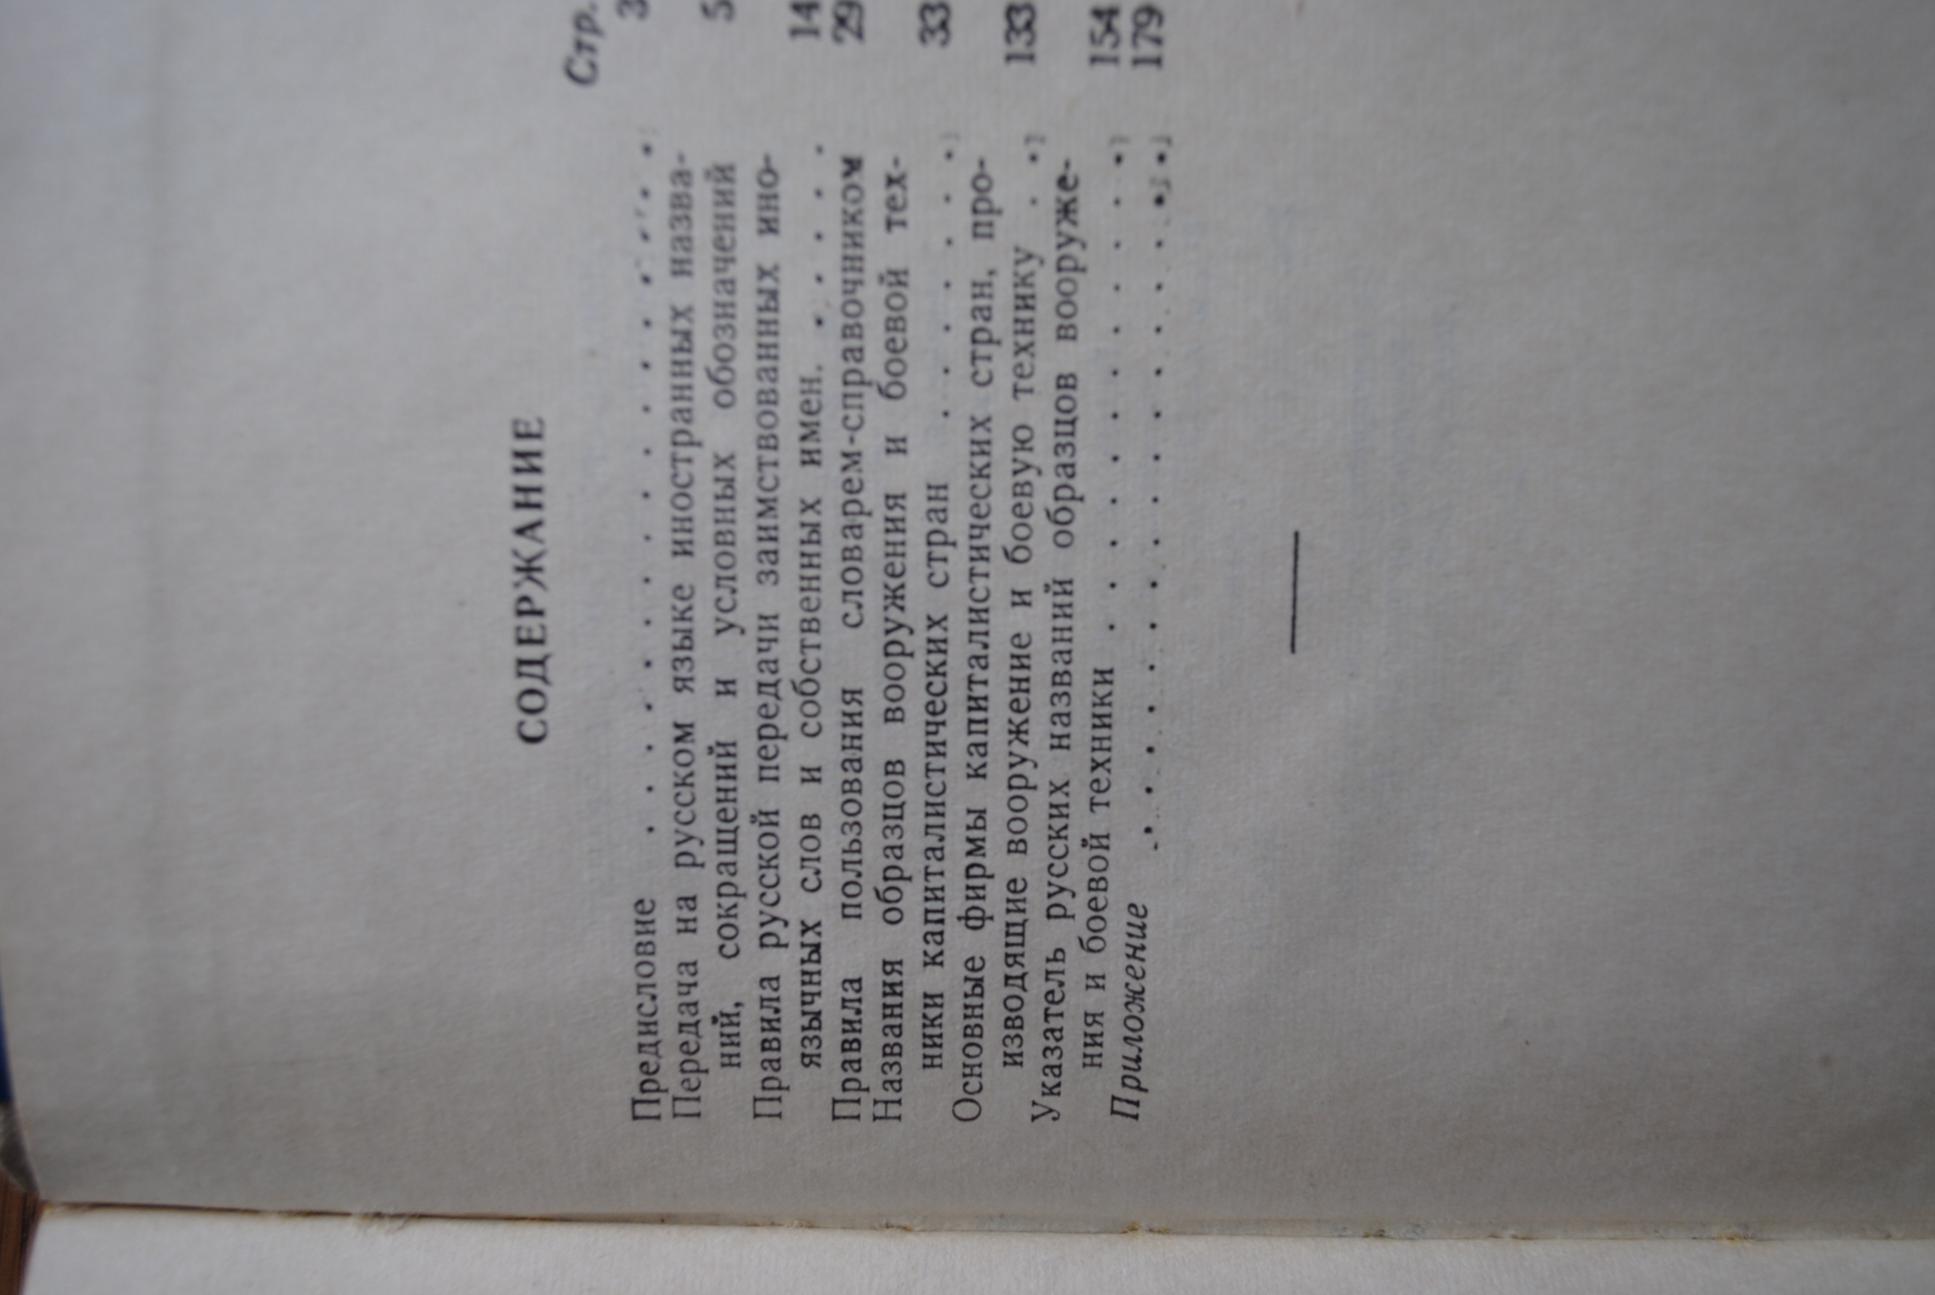 СОДЕРЖАНИЕ
Стр.
Предисловие . . . . . . . . . . . . . 3
Передача на русском языке иностранных назва-
ний, сокращений и условных обозначений 5
Правила русской передачи заимствованных ино-
язычных слов и собственных имен. . . . . . 14
Правила пользования словарем-справочником 29
Названия образцов вооружения и боевой тех-
ники капиталистических стран . . . . . . . 33
Основные фирмы капиталистических стран, про-
изводящие вооружение и боевую технику . . 133
Указатель русских названий образцов вооруже-
ния и боевой техники . . . . . . . . . . . 154
Приложение . . . . . . . . . . . . . 179